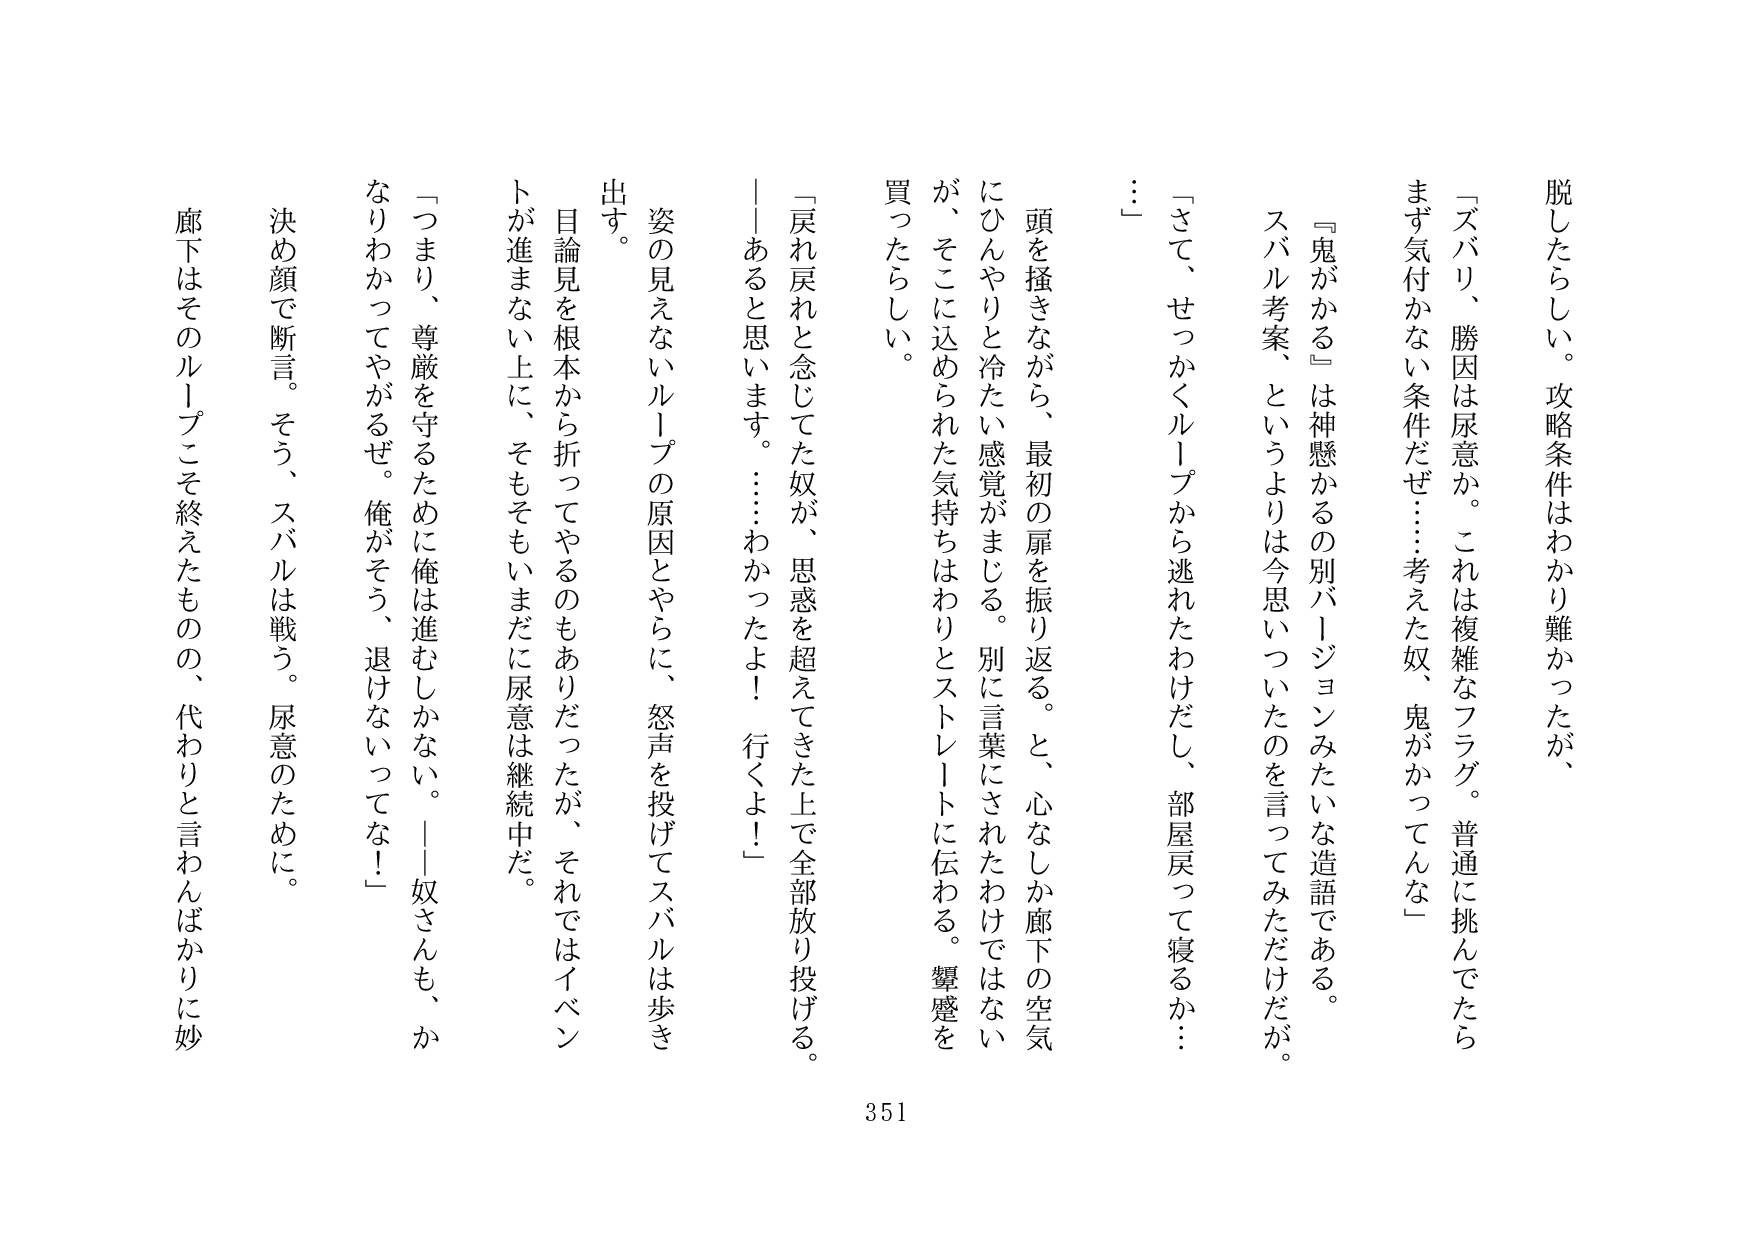 脱したらしい。攻略条件はわかり難かったが、
「ズバリ、勝因は尿意か。これは複雑なフラグ。普通に挑んでたら
まず気付かない条件だぜ……考えた奴、鬼がかってんな」
『鬼がかる』は神懸かるの別バージョンみたいな造語である。
スバル考案、というよりは今思いついたのを言ってみただけだが。
「さて、せっかくループから逃れたわけだし、部屋戻って寝るか…
…」
頭を掻きながら、最初の扉を振り返る。と、心なしか廊下の空気
にひんやりと冷たい感覚がまじる。別に言葉にされたわけではない
が、そこに込められた気持ちはわりとストレートに伝わる。顰蹙を
買ったらしい。
「戻れ戻れと念じてた奴が、思惑を超えてきた上で全部放り投げる。
――あると思います。……わかったよ！　行くよ！」
姿の見えないループの原因とやらに、怒声を投げてスバルは歩き
出す。
目論見を根本から折ってやるのもありだったが、それではイベン
トが進まない上に、そもそもいまだに尿意は継続中だ。
「つまり、尊厳を守るために俺は進むしかない。――奴さんも、か
なりわかってやがるぜ。俺がそう、退けないってな！」
決め顔で断言。そう、スバルは戦う。尿意のために。
廊下はそのループこそ終えたものの、代わりと言わんばかりに妙
351